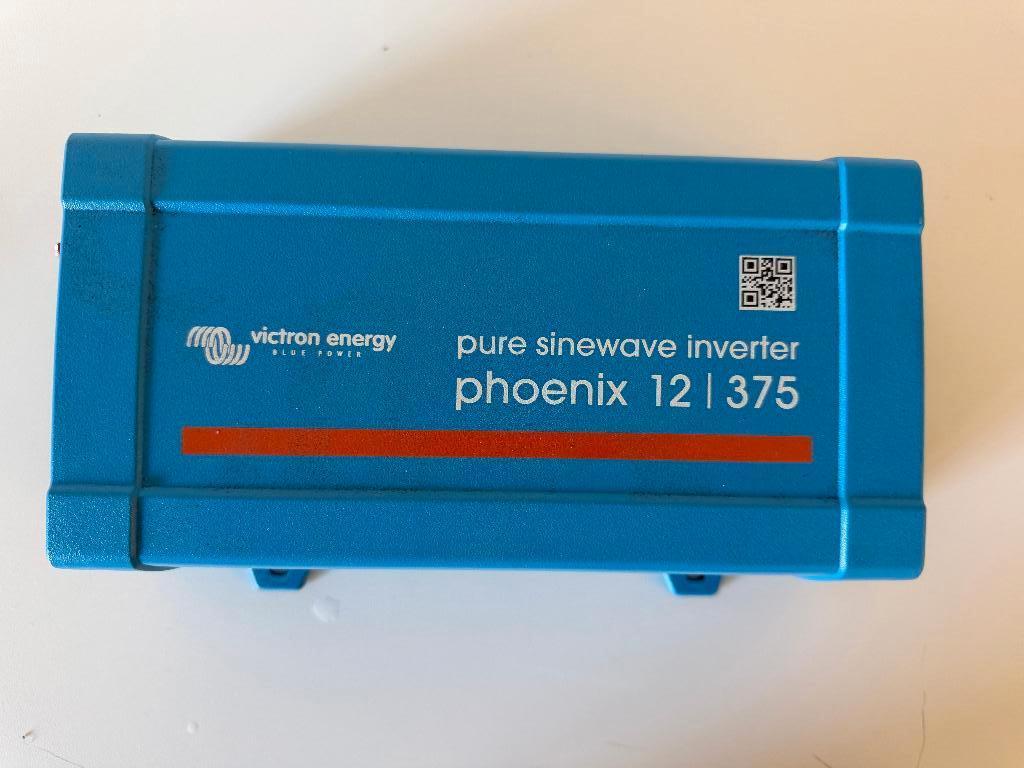 victron energy
BLUE POWER
pure sinewave inverter
phoenix 12 | 375